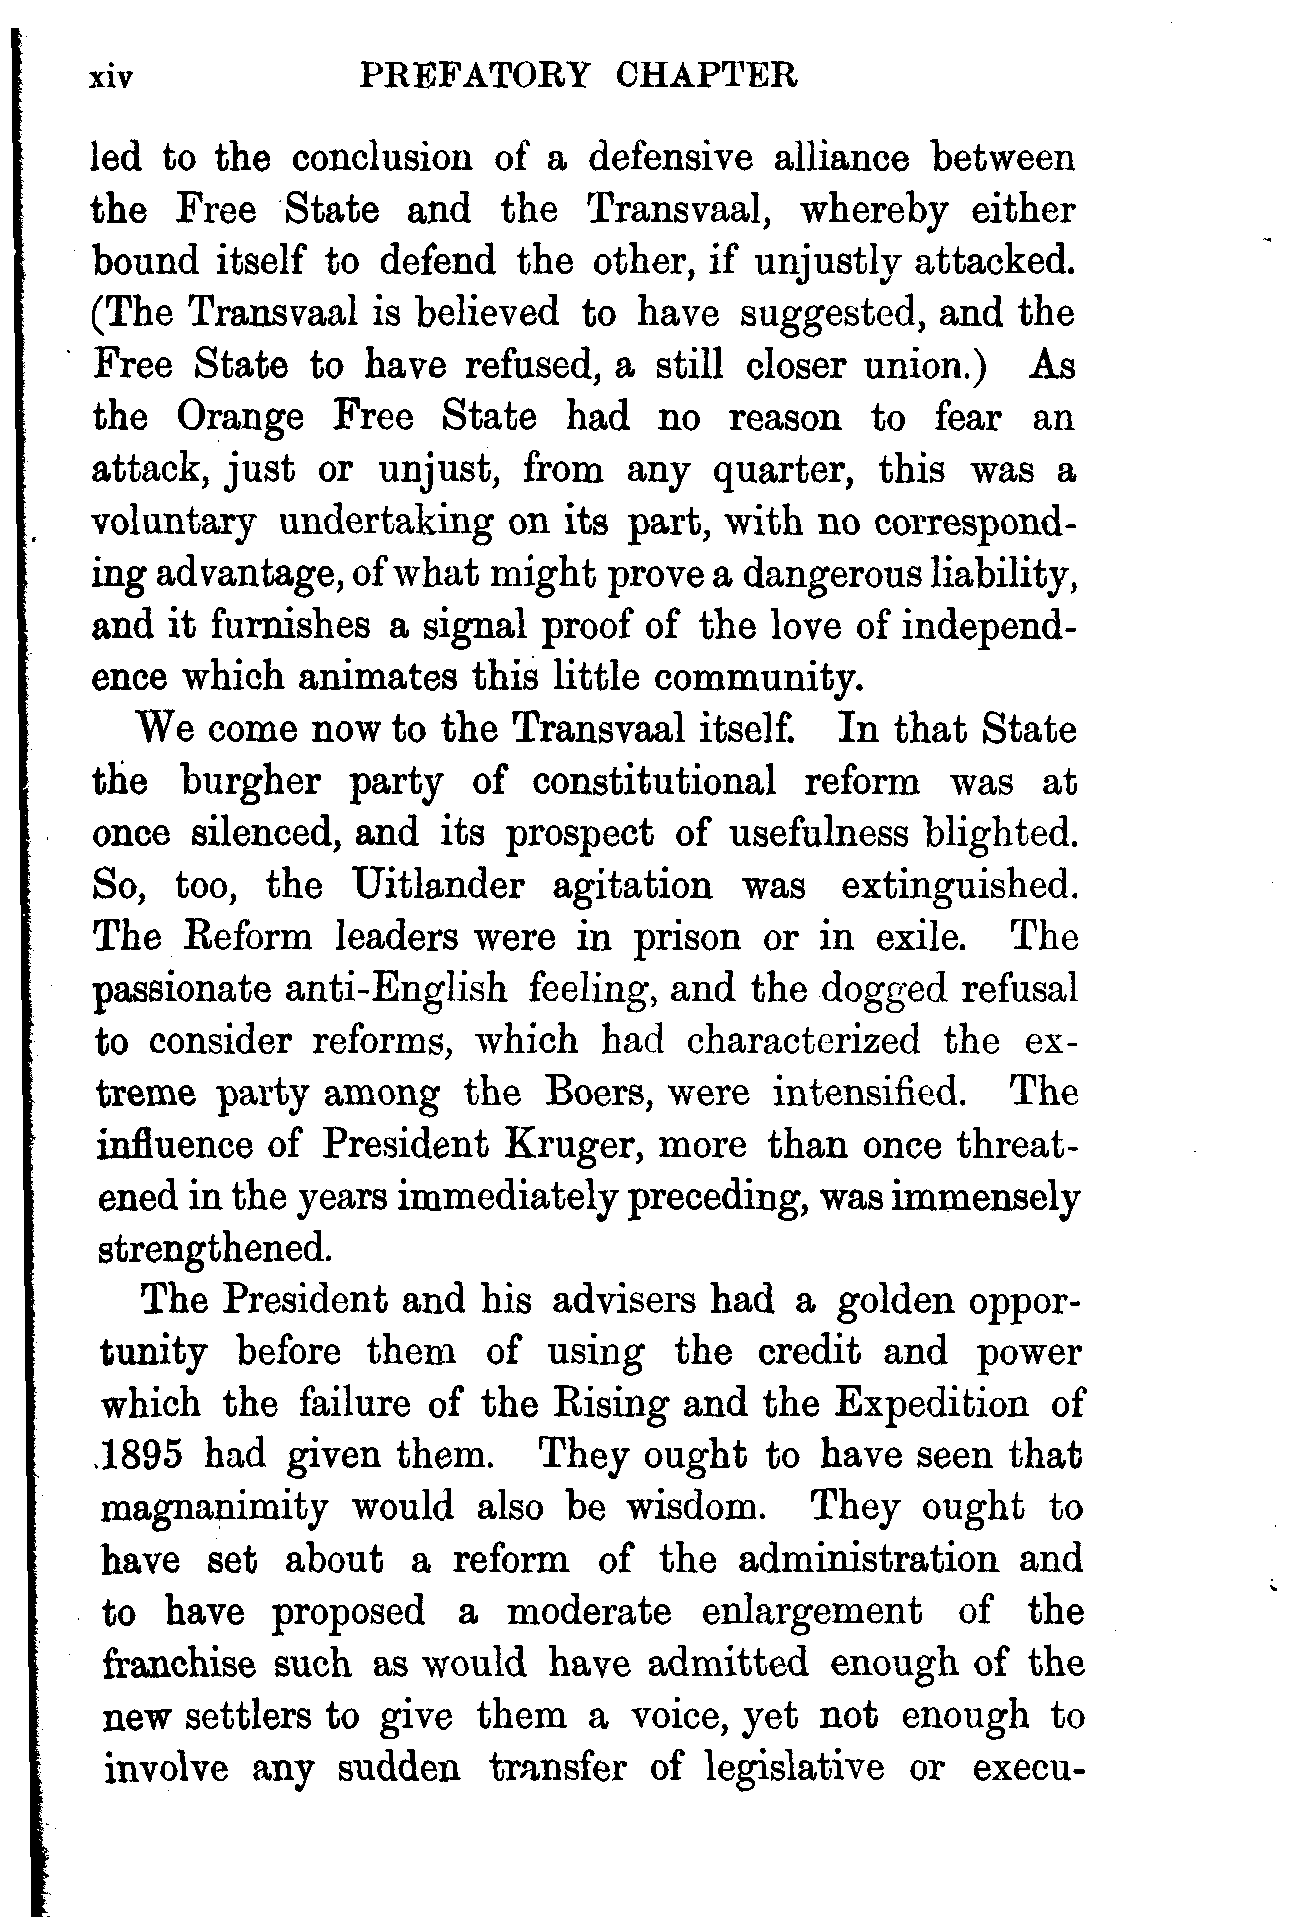 xiv PREFATORY CHAPTER
led to the conclusion of a defensive alliance between
the Free State and the Transvaal, whereby either
bound itself to defend the other, if unjustly attacked.
(The Transvaal is believed to have suggested, and the
Free State to have refused, a still closer union.) As
the Orange Free State had no reason to fear an
attack, just or unjust, from any quarter, this was a
voluntary undertaking on its part, with no correspond-
ing advantage, of what might prove a dangerous liability,
and it furnishes a signal proof of the love of independ-
ence which animates this little community.
We come now to the Transvaal itself. In that State
the burgher party of constitutional reform was at
once silenced, and its prospect of usefulness blighted.
So, too, the Uitlander agitation was extinguished.
The Reform leaders were in prison or in exile. The
passionate anti-English feeling, and the dogged refusal
to consider reforms, which had characterized the ex-
treme party among the Boers, were intensified. The
influence of President Kruger, more than once threat-
ened in the years immediately preceding, was immensely
strengthened.
The President and his advisers had a golden oppor-
tunity before them of using the credit and power
which the failure of the Rising and the Expedition of
1895 had given them. They ought to have seen that
magnanimity would also be wisdom. They ought to
have set about a reform of the administration and
to have proposed a moderate enlargement of the
franchise such as would have admitted enough of the
new settlers to give them a voice, yet not enough to
involve any sudden transfer of legislative or execu-